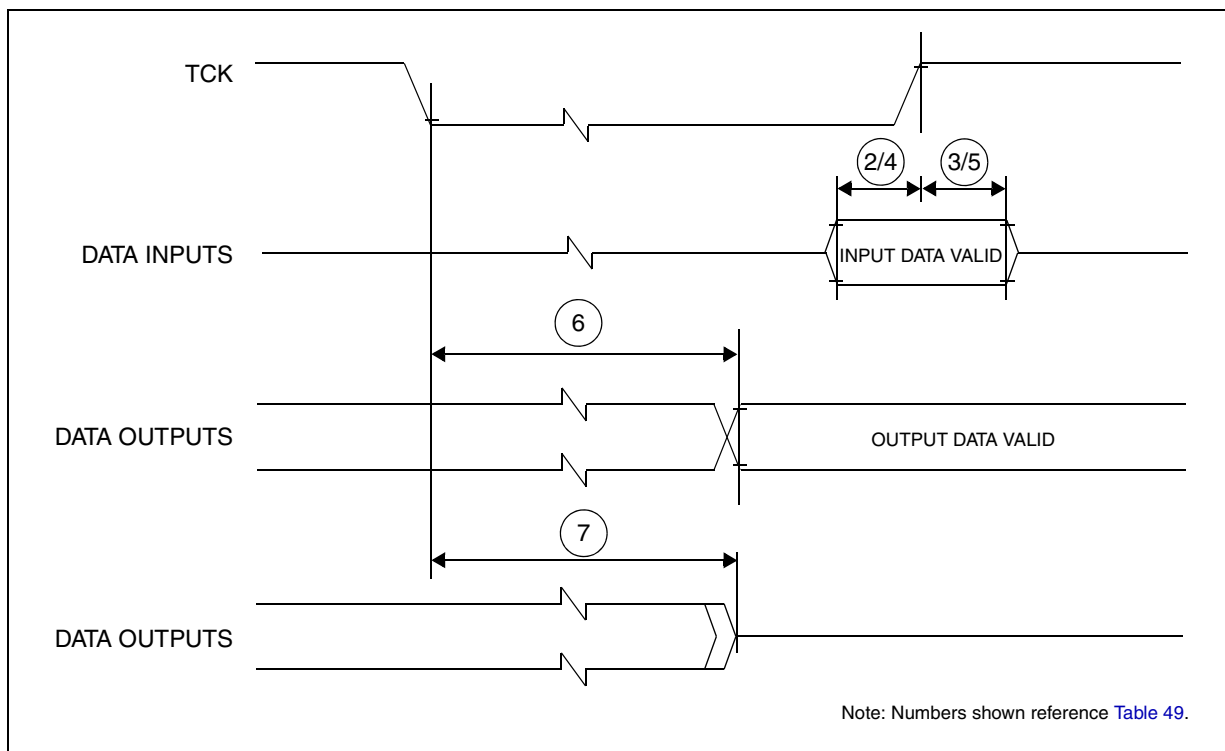 TCK
2/4
3/5
DATA INPUTS
INPUT DATA VALID
6
DATA OUTPUTS
OUTPUT DATA VALID
7
DATA OUTPUTS
Note: Numbers shown reference Table 49.